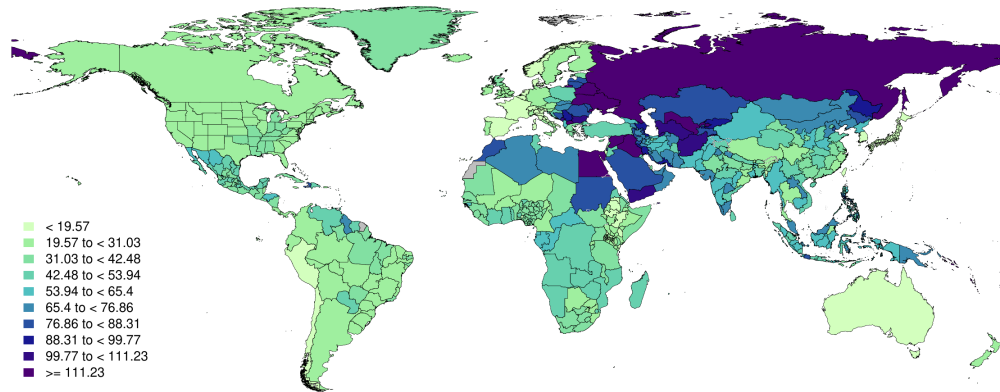 < 19.57
19.57 to < 31.03
31.03 to < 42.48
42.48 to < 53.94
53.94 to < 65.4
65.4 to < 76.86
76.86 to < 88.31
88.31 to < 99.77
99.77 to < 111.23
>= 111.23